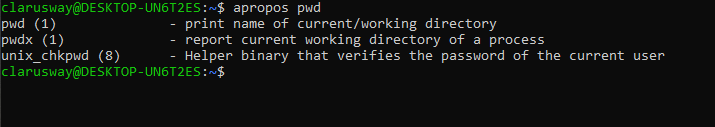 clarusway@DESKTOP-UN6T2ES:~$ apropos pwd
pwd (1)              - print name of current/working directory
pwdx (1)             - report current working directory of a process
unix_chkpwd (8)      - Helper binary that verifies the password of the current user
clarusway@DESKTOP-UN6T2ES:~$